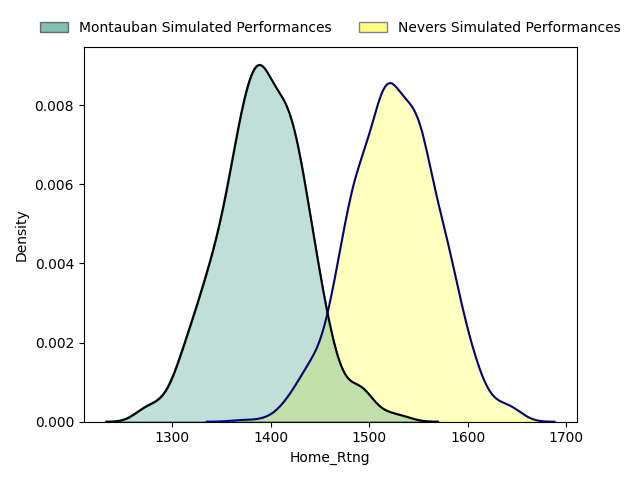 Montauban Simulated Performances Nevers Simulated Performances
Density
0.008
0.006
0.004
0.002
0.000
1300 1400 1500 1600 1700
Home_Rtng